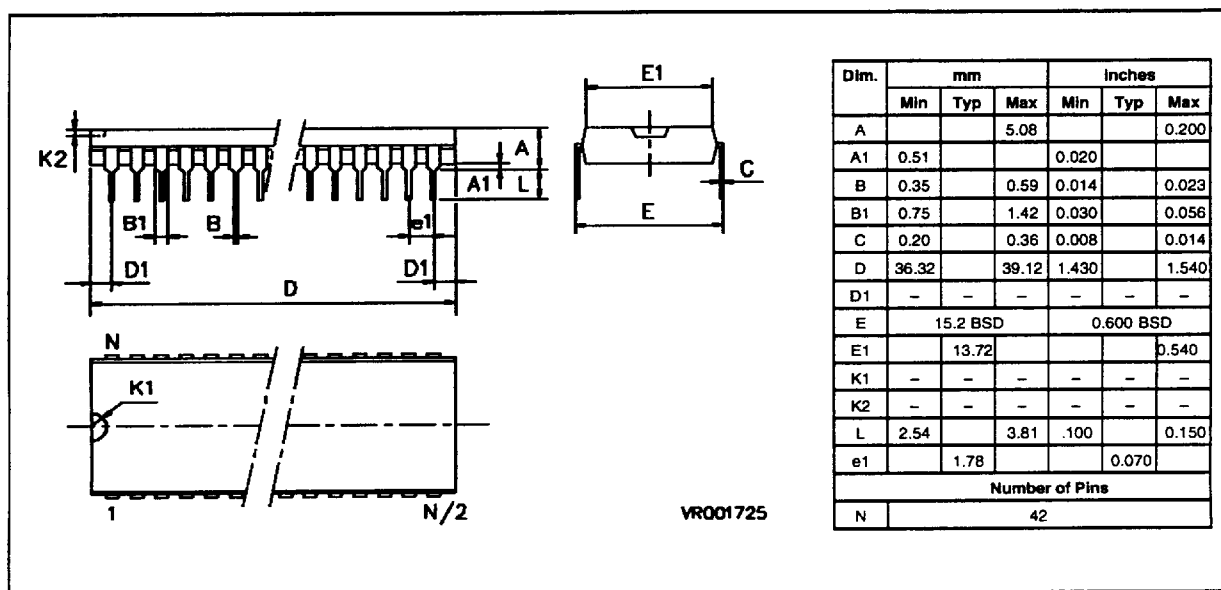 E1
K2
A
A1
L
C
B1
B
e1
E
D1
D1
D
N
K1
1
N/2
VR001725
Dim. mm inches
Min Typ Max Min Typ Max
A 5.08 0.200
A1 0.51 0.020
B 0.35 0.59 0.014 0.023
B1 0.75 1.42 0.030 0.056
C 0.20 0.36 0.008 0.014
D 36.32 39.12 1.430 1.540
D1 – – – – – –
E 15.2 BSD 0.600 BSD
E1 13.72 0.540
K1 – – – – – –
K2 – – – – – –
L 2.54 3.81 .100 0.150
e1 1.78 0.070
Number of Pins
N 42